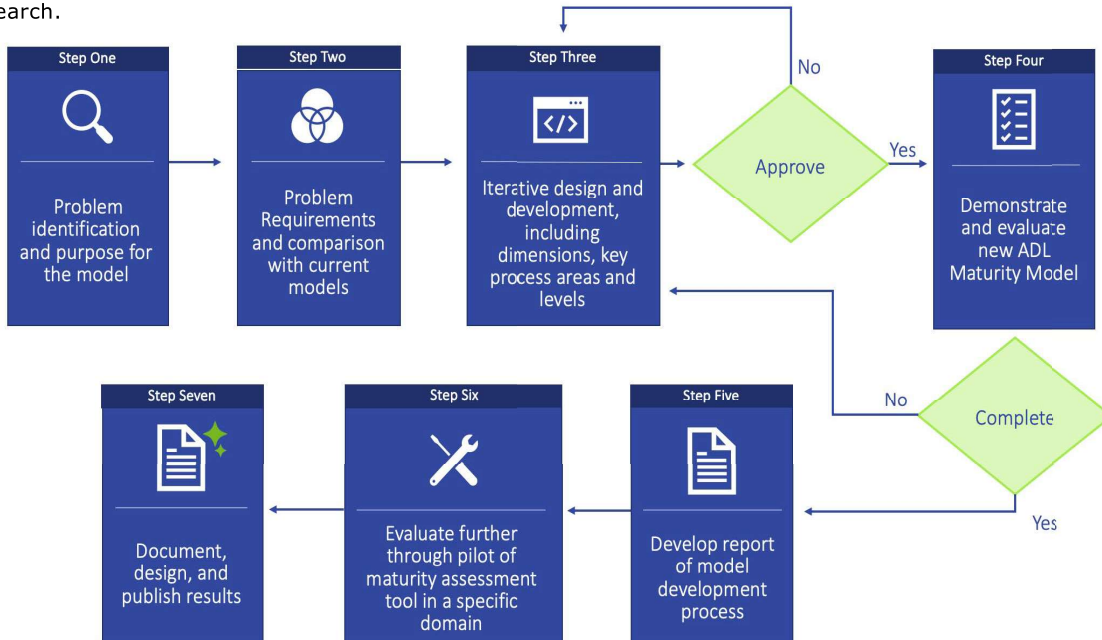 earch.
Step One
Problem
identification
and purpose for
the model
Step Two
Problem
Requirements
and comparison
with current
models
Step Three
</>
Iterative design and
development,
including
dimensions, key
process areas and
levels
No
Approve
Yes
Step Four
Demonstrate
and evaluate
new ADL
Maturity Model
Complete
No
Yes
Step Five
Develop report
of model
development
process
Step Six
Evaluate further
through pilot of
maturity assessment
tool in a specific
domain
Step Seven
Document,
design, and
publish results